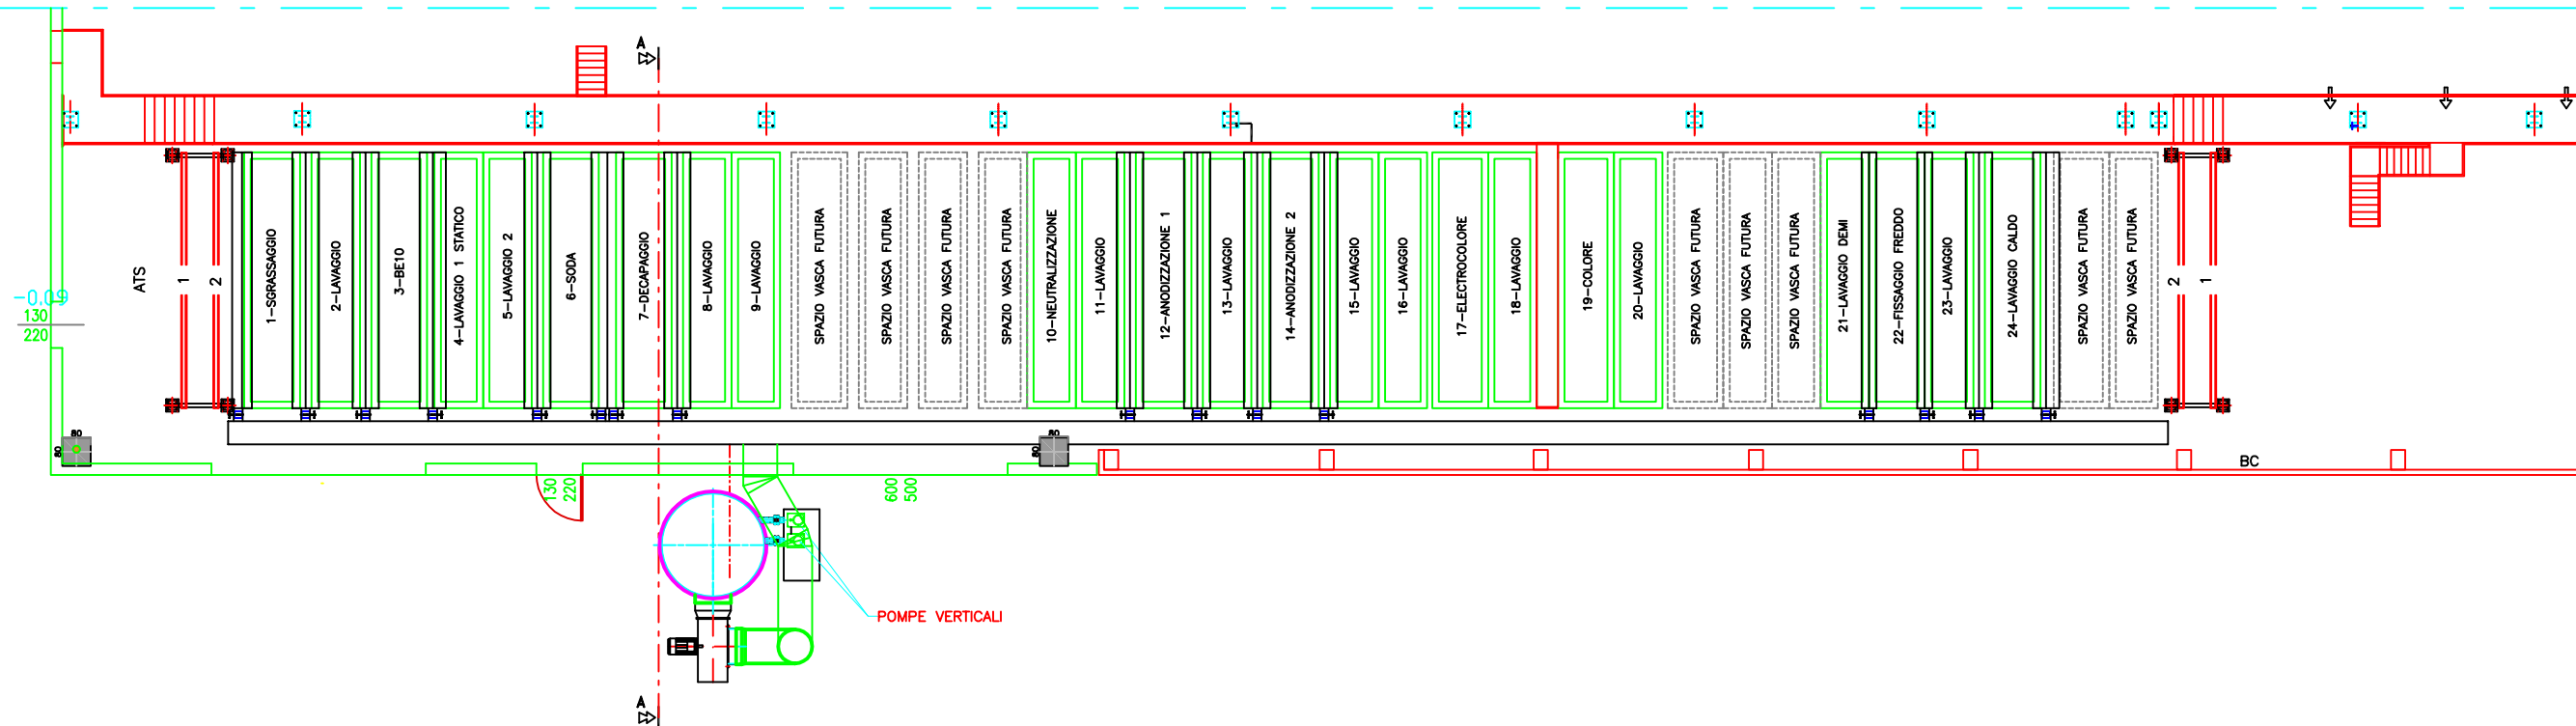 A
ATS
1
2
1-SGRASSAGGIO
2-LAVAGGIO
3-BE10
4-LAVAGGIO 1 STATICO
5-LAVAGGIO 2
6-SODA
7-DECAPAGGIO
8-LAVAGGIO
9-LAVAGGIO
SPAZIO VASCA FUTURA
SPAZIO VASCA FUTURA
SPAZIO VASCA FUTURA
SPAZIO VASCA FUTURA
10-NEUTRALIZZAZIONE
11-LAVAGGIO
12-ANODIZZAZIONE 1
13-LAVAGGIO
14-ANODIZZAZIONE 2
15-LAVAGGIO
16-LAVAGGIO
17-ELECTROCOLORE
18-LAVAGGIO
19-COLORE
20-LAVAGGIO
SPAZIO VASCA FUTURA
SPAZIO VASCA FUTURA
SPAZIO VASCA FUTURA
21-LAVAGGIO DEMI
22-FISSAGGIO FREDDO
23-LAVAGGIO
24-LAVAGGIO CALDO
SPAZIO VASCA FUTURA
SPAZIO VASCA FUTURA
2
1
-0.09
130
220
80
80
80
80
BC
130
220
600
500
POMPE VERTICALI
A